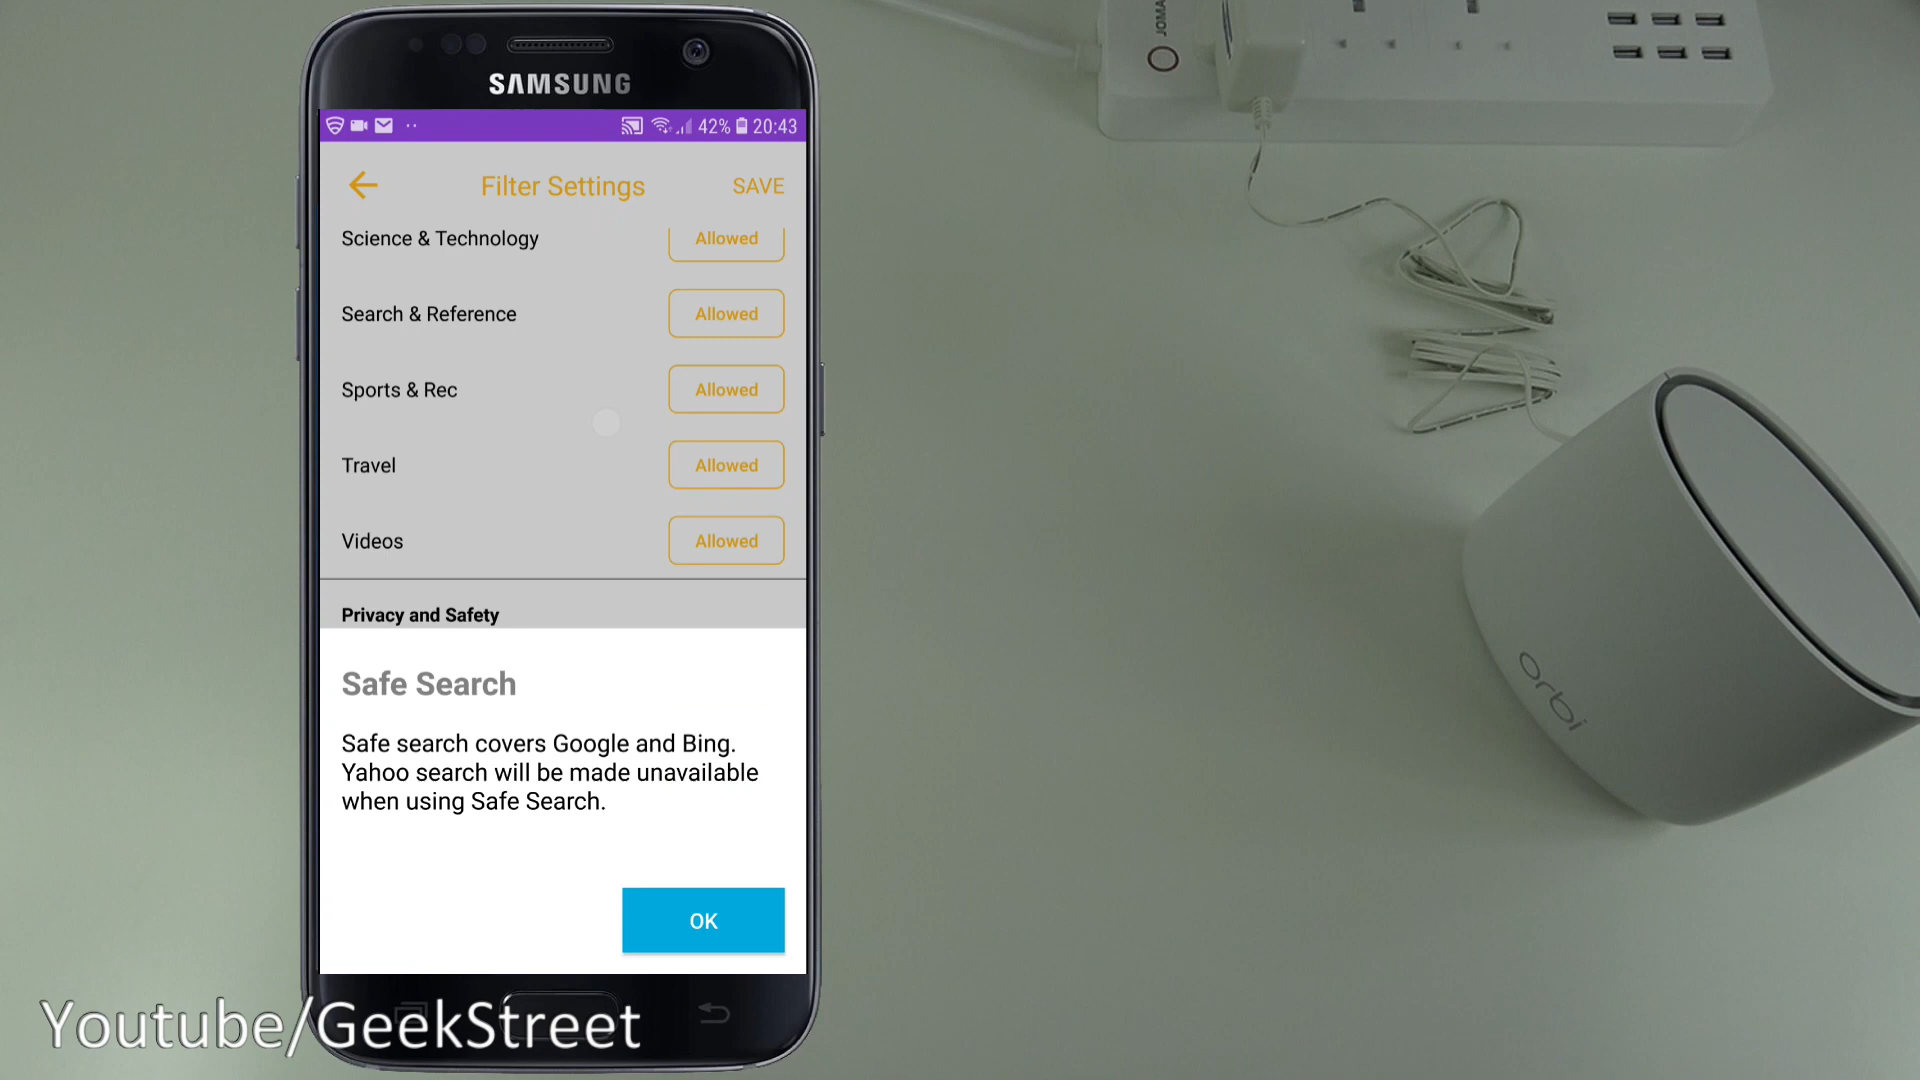 JOMA
SAMSUNG
42% 20:43
Filter Settings
SAVE
Science & Technology
Allowed
Search & Reference
Allowed
Sports & Rec
Allowed
Travel
Allowed
Videos
Allowed
Privacy and Safety
Safe Search
Safe search covers Google and Bing.
Yahoo search will be made unavailable
when using Safe Search.
OK
orbi
Youtube/GeekStreet